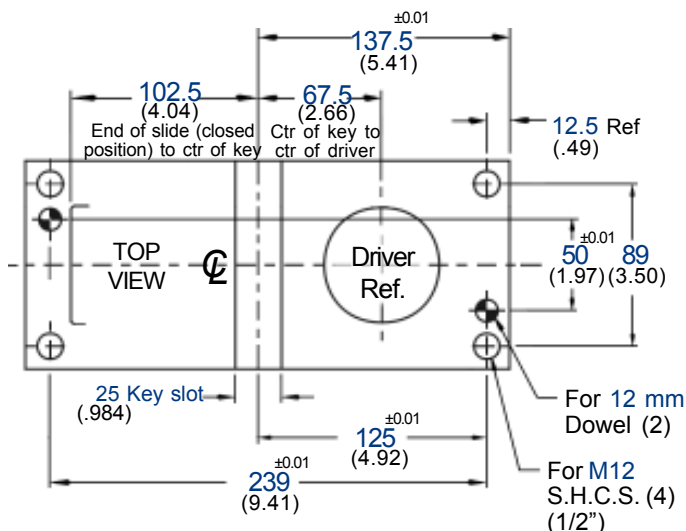 ±0.01
137.5
(5.41)
102.5
(4.04)
67.5
(2.66)
12.5 Ref
(.49)
End of slide (closed
position) to ctr of key
Ctr of key to
ctr of driver
TOP
VIEW
℄
Driver
Ref.
±0.01
50
(1.97)
89
(3.50)
25 Key slot
(.984)
±0.01
125
(4.92)
±0.01
239
(9.41)
For 12 mm
Dowel (2)
For M12
S.H.C.S. (4)
(1/2”)